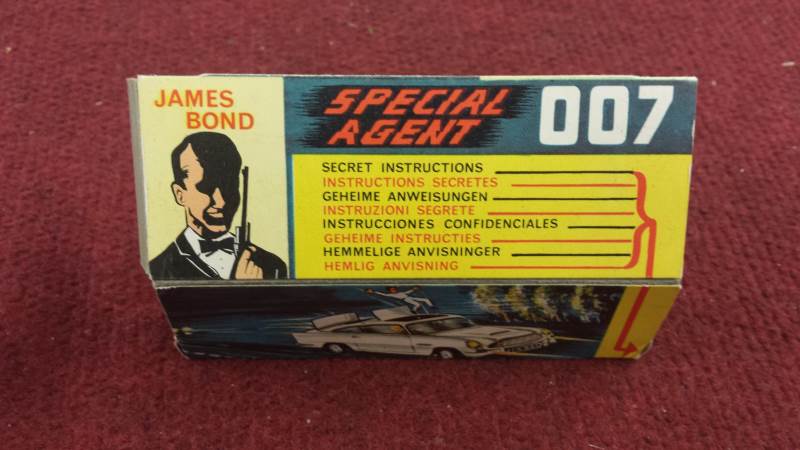 JAMES
BOND
SPECIAL
AGENT
007
SECRET INSTRUCTIONS
INSTRUCTIONS SECRETES
GEHEIME ANWEISUNGEN
INSTRUZIONI SEGRETE
INSTRUCCIONES CONFIDENCIALES
GEHEIME INSTRUCTIES
HEMMELIGE ANVISNINGER
HEMLIG ANVISNING